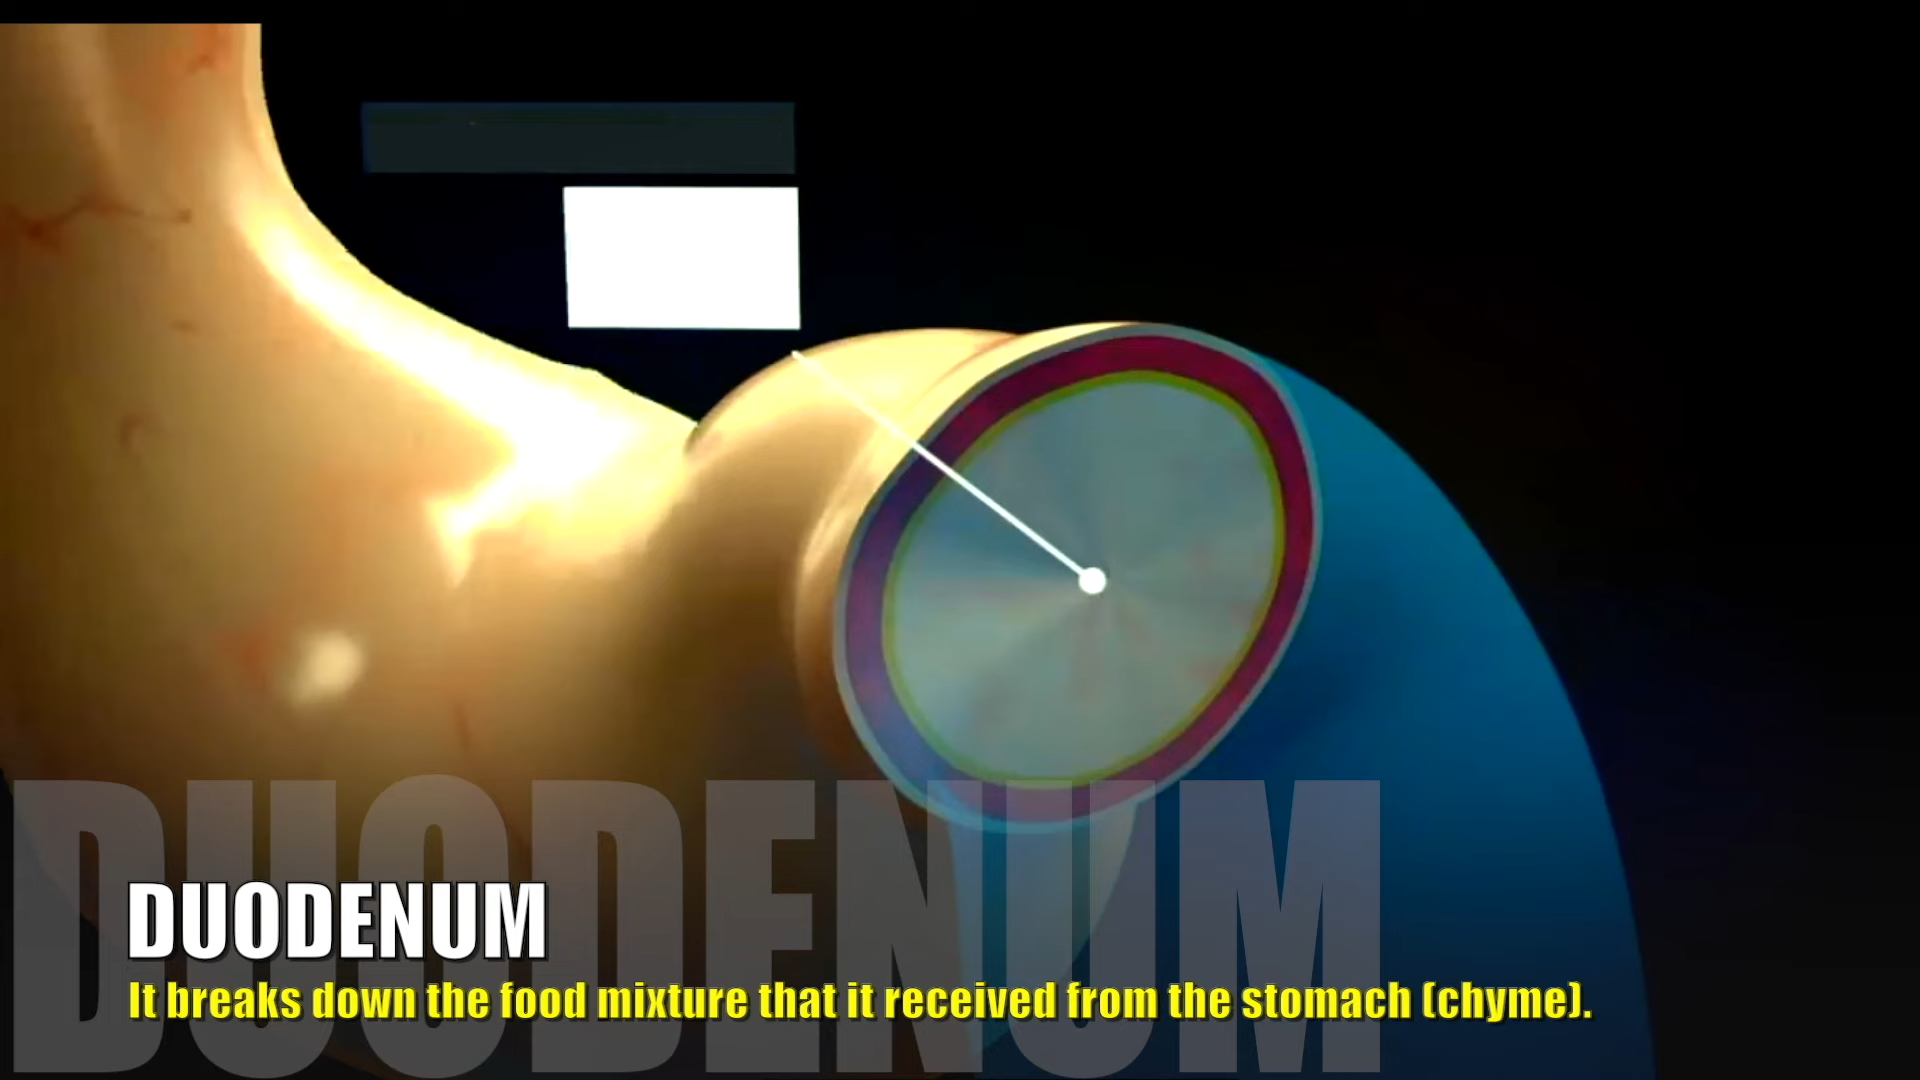 DUODENUM
DUODENUM
It breaks down the food mixture that it received from the stomach (chyme).